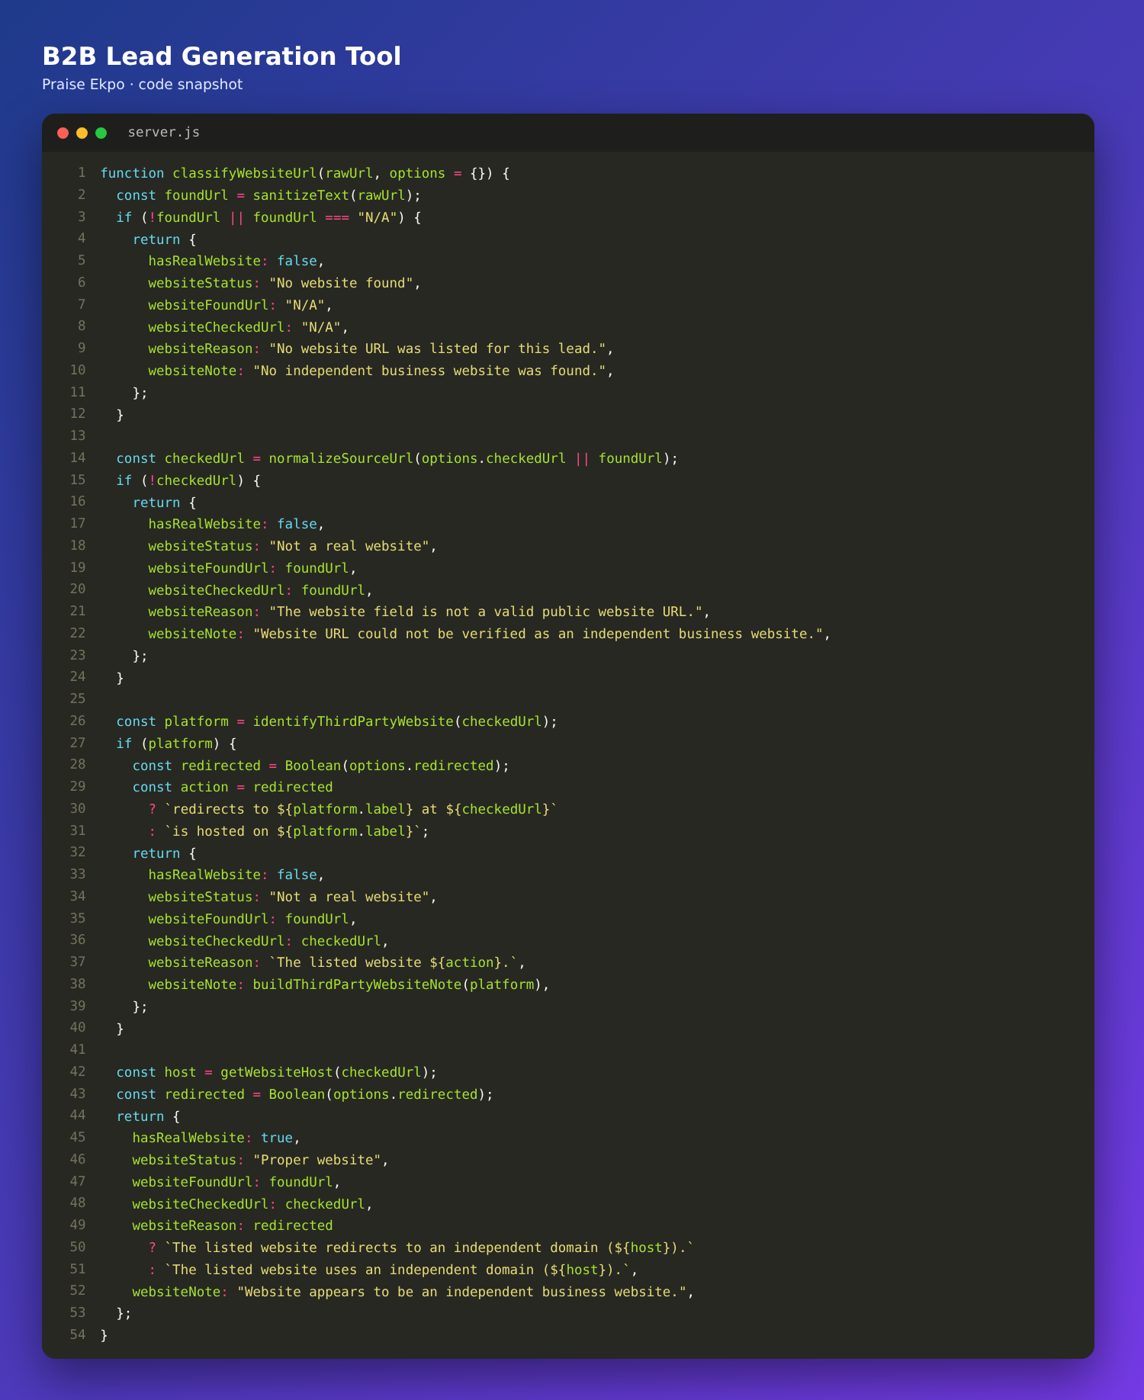 B2B Lead Generation Tool
Praise Ekpo · code snapshot
server.js
1 function classifyWebsiteUrl(rawUrl, options = {}) {
2   const foundUrl = sanitizeText(rawUrl);
3   if (!foundUrl || foundUrl === "N/A") {
4     return {
5       hasRealWebsite: false,
6       websiteStatus: "No website found",
7       websiteFoundUrl: "N/A",
8       websiteCheckedUrl: "N/A",
9       websiteReason: "No website URL was listed for this lead.",
10       websiteNote: "No independent business website was found.",
11     };
12   }
13
14   const checkedUrl = normalizeSourceUrl(options.checkedUrl || foundUrl);
15   if (!checkedUrl) {
16     return {
17       hasRealWebsite: false,
18       websiteStatus: "Not a real website",
19       websiteFoundUrl: foundUrl,
20       websiteCheckedUrl: foundUrl,
21       websiteReason: "The website field is not a valid public website URL.",
22       websiteNote: "Website URL could not be verified as an independent business website.",
23     };
24   }
25
26   const platform = identifyThirdPartyWebsite(checkedUrl);
27   if (platform) {
28     const redirected = Boolean(options.redirected);
29     const action = redirected
30       ? `redirects to ${platform.label} at ${checkedUrl}`
31       : `is hosted on ${platform.label}`;
32     return {
33       hasRealWebsite: false,
34       websiteStatus: "Not a real website",
35       websiteFoundUrl: foundUrl,
36       websiteCheckedUrl: checkedUrl,
37       websiteReason: `The listed website ${action}.`,
38       websiteNote: buildThirdPartyWebsiteNote(platform),
39     };
40   }
41
42   const host = getWebsiteHost(checkedUrl);
43   const redirected = Boolean(options.redirected);
44   return {
45     hasRealWebsite: true,
46     websiteStatus: "Proper website",
47     websiteFoundUrl: foundUrl,
48     websiteCheckedUrl: checkedUrl,
49     websiteReason: redirected
50       ? `The listed website redirects to an independent domain (${host}).`
51       : `The listed website uses an independent domain (${host}).`,
52     websiteNote: "Website appears to be an independent business website.",
53   };
54 }